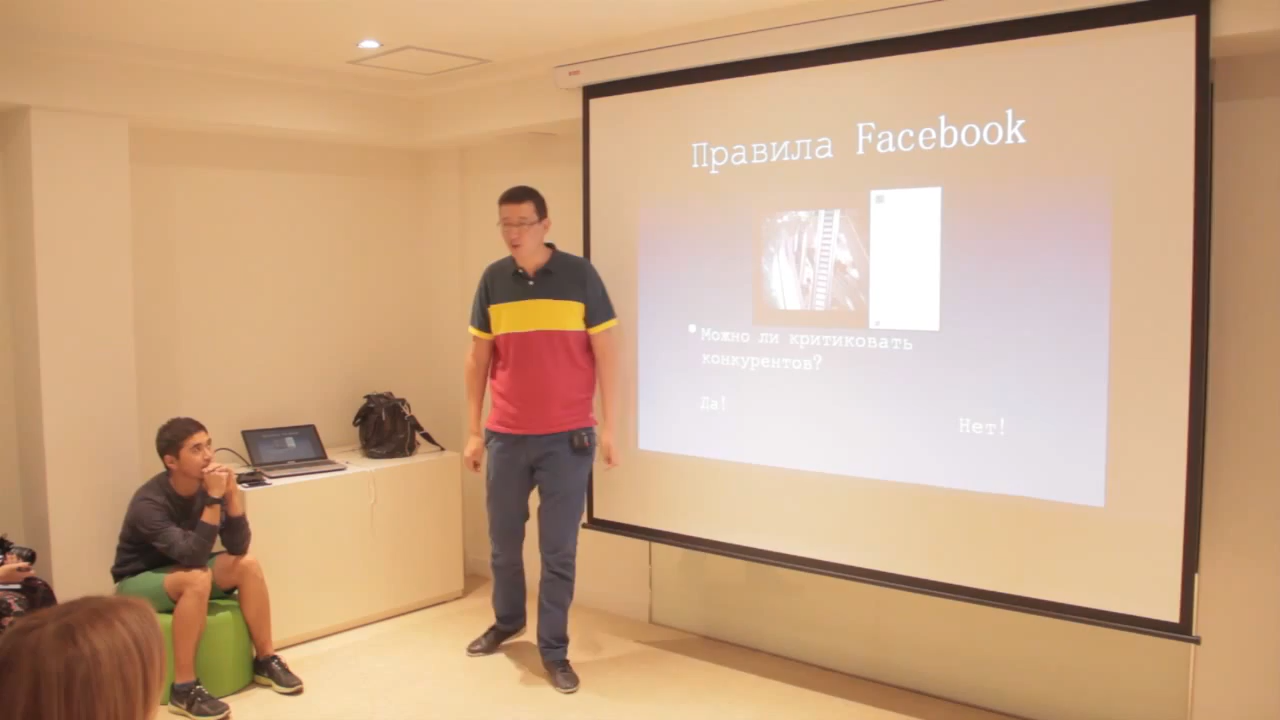 Правила Facebook
Можно ли критиковать
конкурентов?
Да!
Нет!